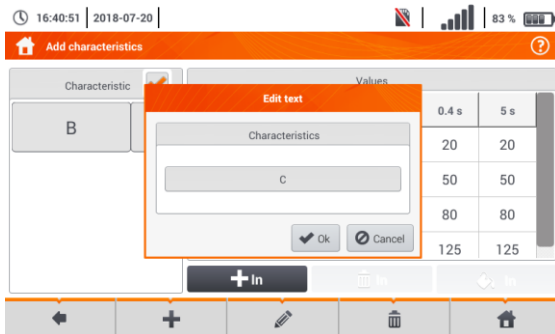 16:40:51 2018-07-20 83 %
Add characteristics ?
Characteristic Values
Edit text
0.4 s 5 s
Characteristics
B
20 20
C
50 50
80 80
Ok Cancel
125 125
+In In In